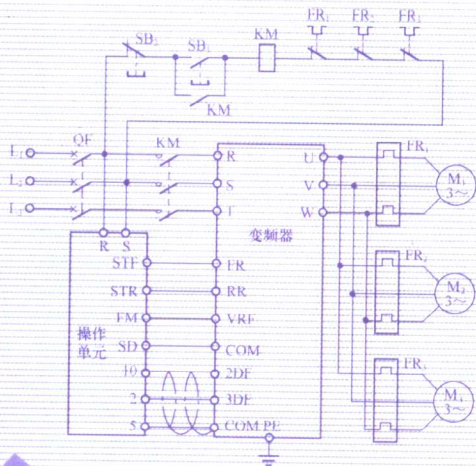 FR₁ FR₂ FR₃
SB₂ SB₁ KM
KM
L₁ QF KM R U FR₁
L₂ S V M₁ 3~
L₃ T W
R S 变频器
STF FR FR₂
STR RR M₂ 3~
FM VRF
操作单元 SD COM
10 2DF FR₃
2 3DF M₃ 3~
5 COM PE